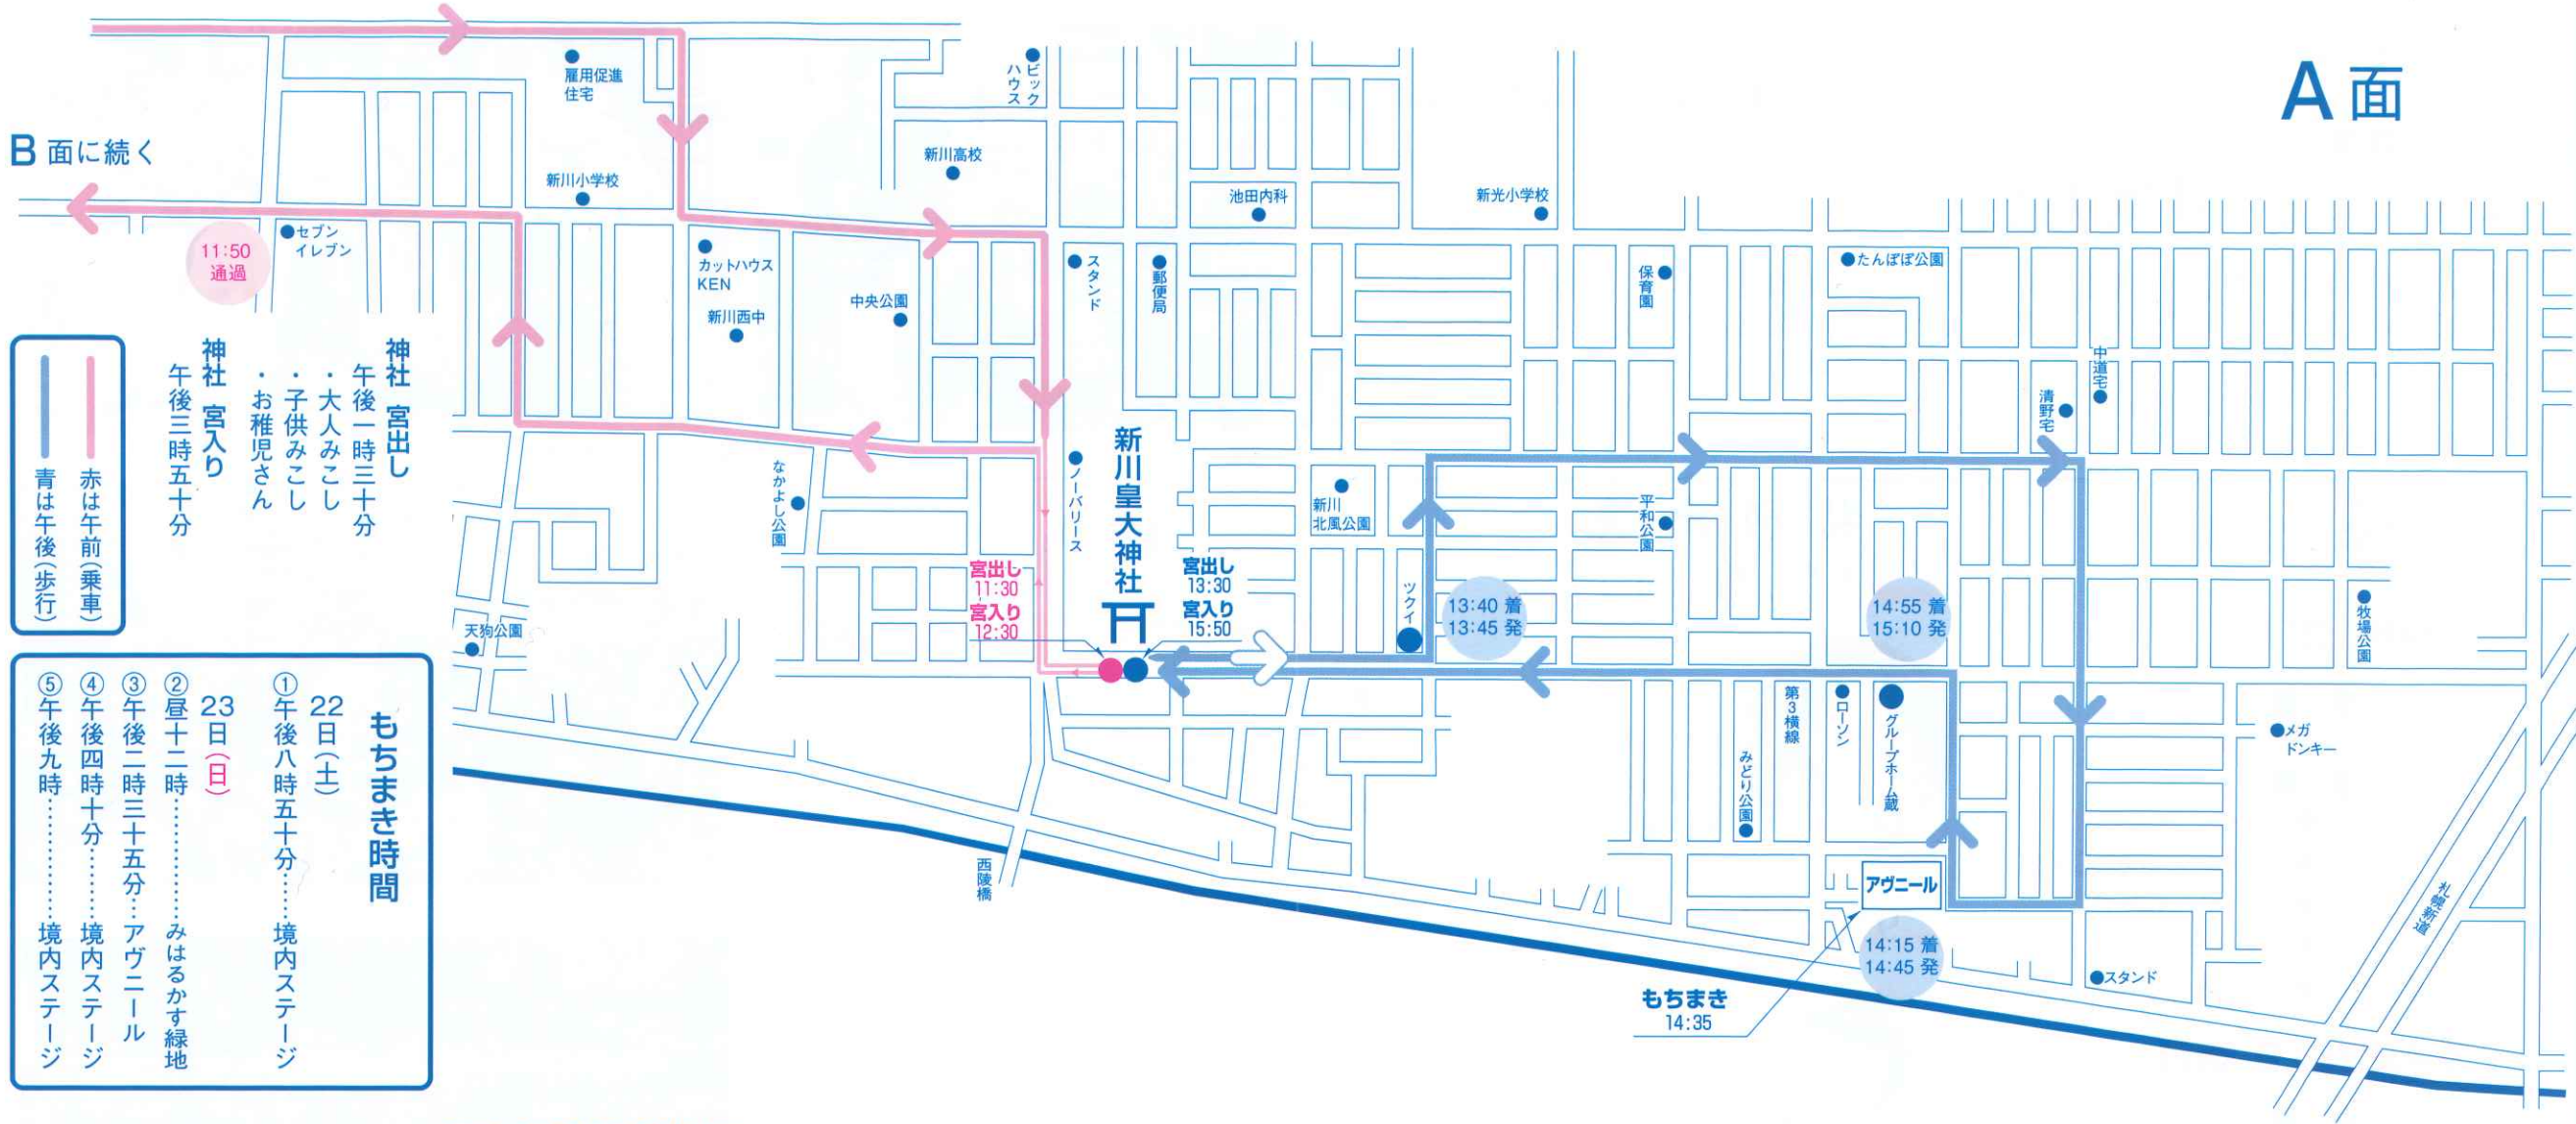 A面
B 面に続く
雇用促進
住宅
ビック
ハウス
新川高校
新川小学校
池田内科
新光小学校
11:50
通過
セブン
イレブン
カットハウス
KEN
新川西中
中央公園
スタンド
郵便局
保育園
たんぽぽ公園
中道宅
清野宅
赤は午前(乗車)
青は午後(歩行)
神社 宮出し
午後一時三十分
・大人みこし
・子供みこし
・お稚児さん
神社 宮入り
午後三時五十分
なかよし公園
ノーバリース
新川皇大神社
宮出し
11:30
宮入り
12:30
宮出し
13:30
宮入り
15:50
新川
北風公園
ツクイ
13:40 着
13:45 発
平和公園
14:55 着
15:10 発
牧場公園
天狗公園
第3横線
みどり公園
ローソン
グループホーム蔵
メガ
ドンキー
西陵橋
アヴニール
14:15 着
14:45 発
もちまき
14:35
スタンド
札幌新道
もちまき時間
22日(土)
①午後八時五十分……境内ステージ
23日(日)
②昼十二時…………みはるかす緑地
③午後二時三十五分…アヴニール
④午後四時十分………境内ステージ
⑤午後九時……………境内ステージ